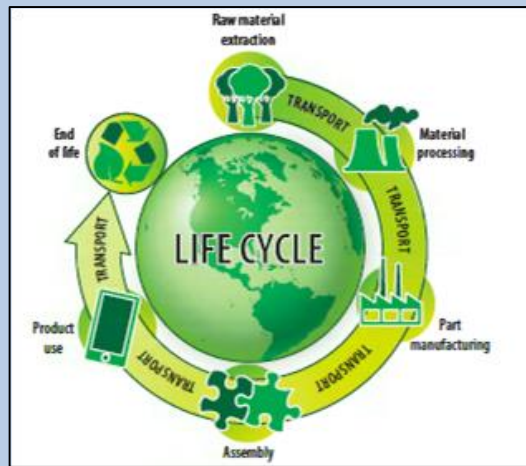 Raw material
extraction
TRANSPORT
Material
processing
TRANSPORT
Part
manufacturing
TRANSPORT
Assembly
TRANSPORT
Product
use
TRANSPORT
End
of life
LIFE CYCLE